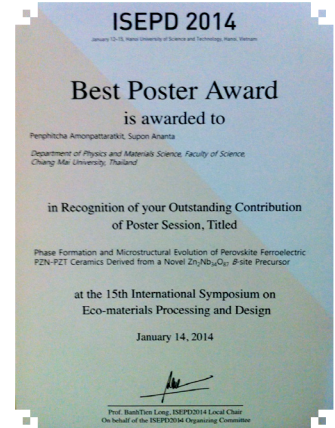 ISEPD 2014
January 13-15, Hanoi University of Science and Technology, Hanoi, Vietnam
Best Poster Award
is awarded to
Penphitcha Amonpattaratkit, Supon Ananta
Department of Physics and Materials Science, Faculty of Science,
Chiang Mai University, Thailand
in Recognition of your Outstanding Contribution
of Poster Session, Titled
Phase Formation and Microstructural Evolution of Perovskite Ferroelectric
PZN-PZT Ceramics Derived from a Novel Zn₃Nb₃₄O₈₇ B-site Precursor
at the 15th International Symposium on
Eco-materials Processing and Design
January 14, 2014
Prof. BanhTien Long, ISEPD2014 Local Chair
On behalf of the ISEPD2014 Organizing Committee